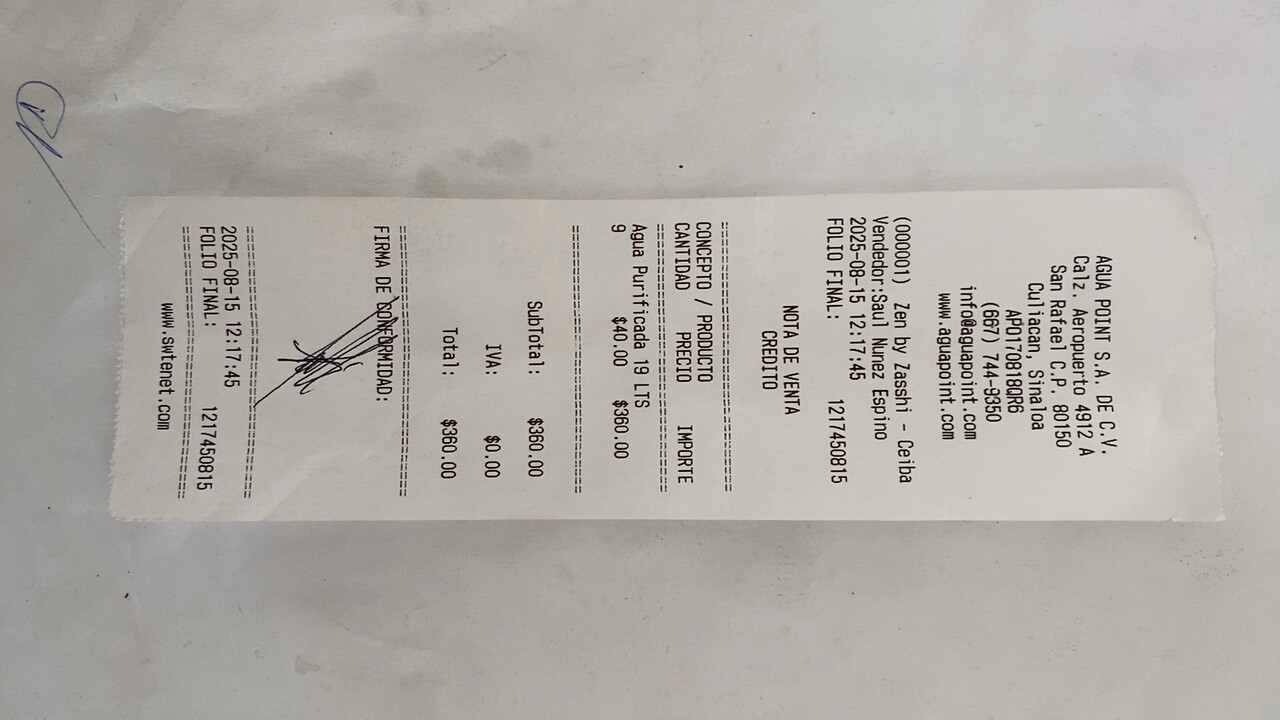 AGUA POINT S.A. DE C.V.
Calz. Aeropuerto 4912 A
San Rafael C.P. 80150
Culiacan, Sinaloa
APO170818QR6
(667) 744-9350
info@aguapoint.com
www.aguapoint.com
(000001) Zen by Zasshi - Ceiba
Vendedor:Saul Nunez Espino
2025-08-15 12:17:45
FOLIO FINAL: 1217450815
NOTA DE VENTA
CREDITO
CONCEPTO / PRODUCTO
CANTIDAD PRECIO IMPORTE
Agua Purificada 19 LTS
9 $40.00 $360.00
SubTotal: $360.00
IVA: $0.00
Total: $360.00
FIRMA DE CONFORMIDAD:
2025-08-15 12:17:45
FOLIO FINAL: 1217450815
www.swtenet.com